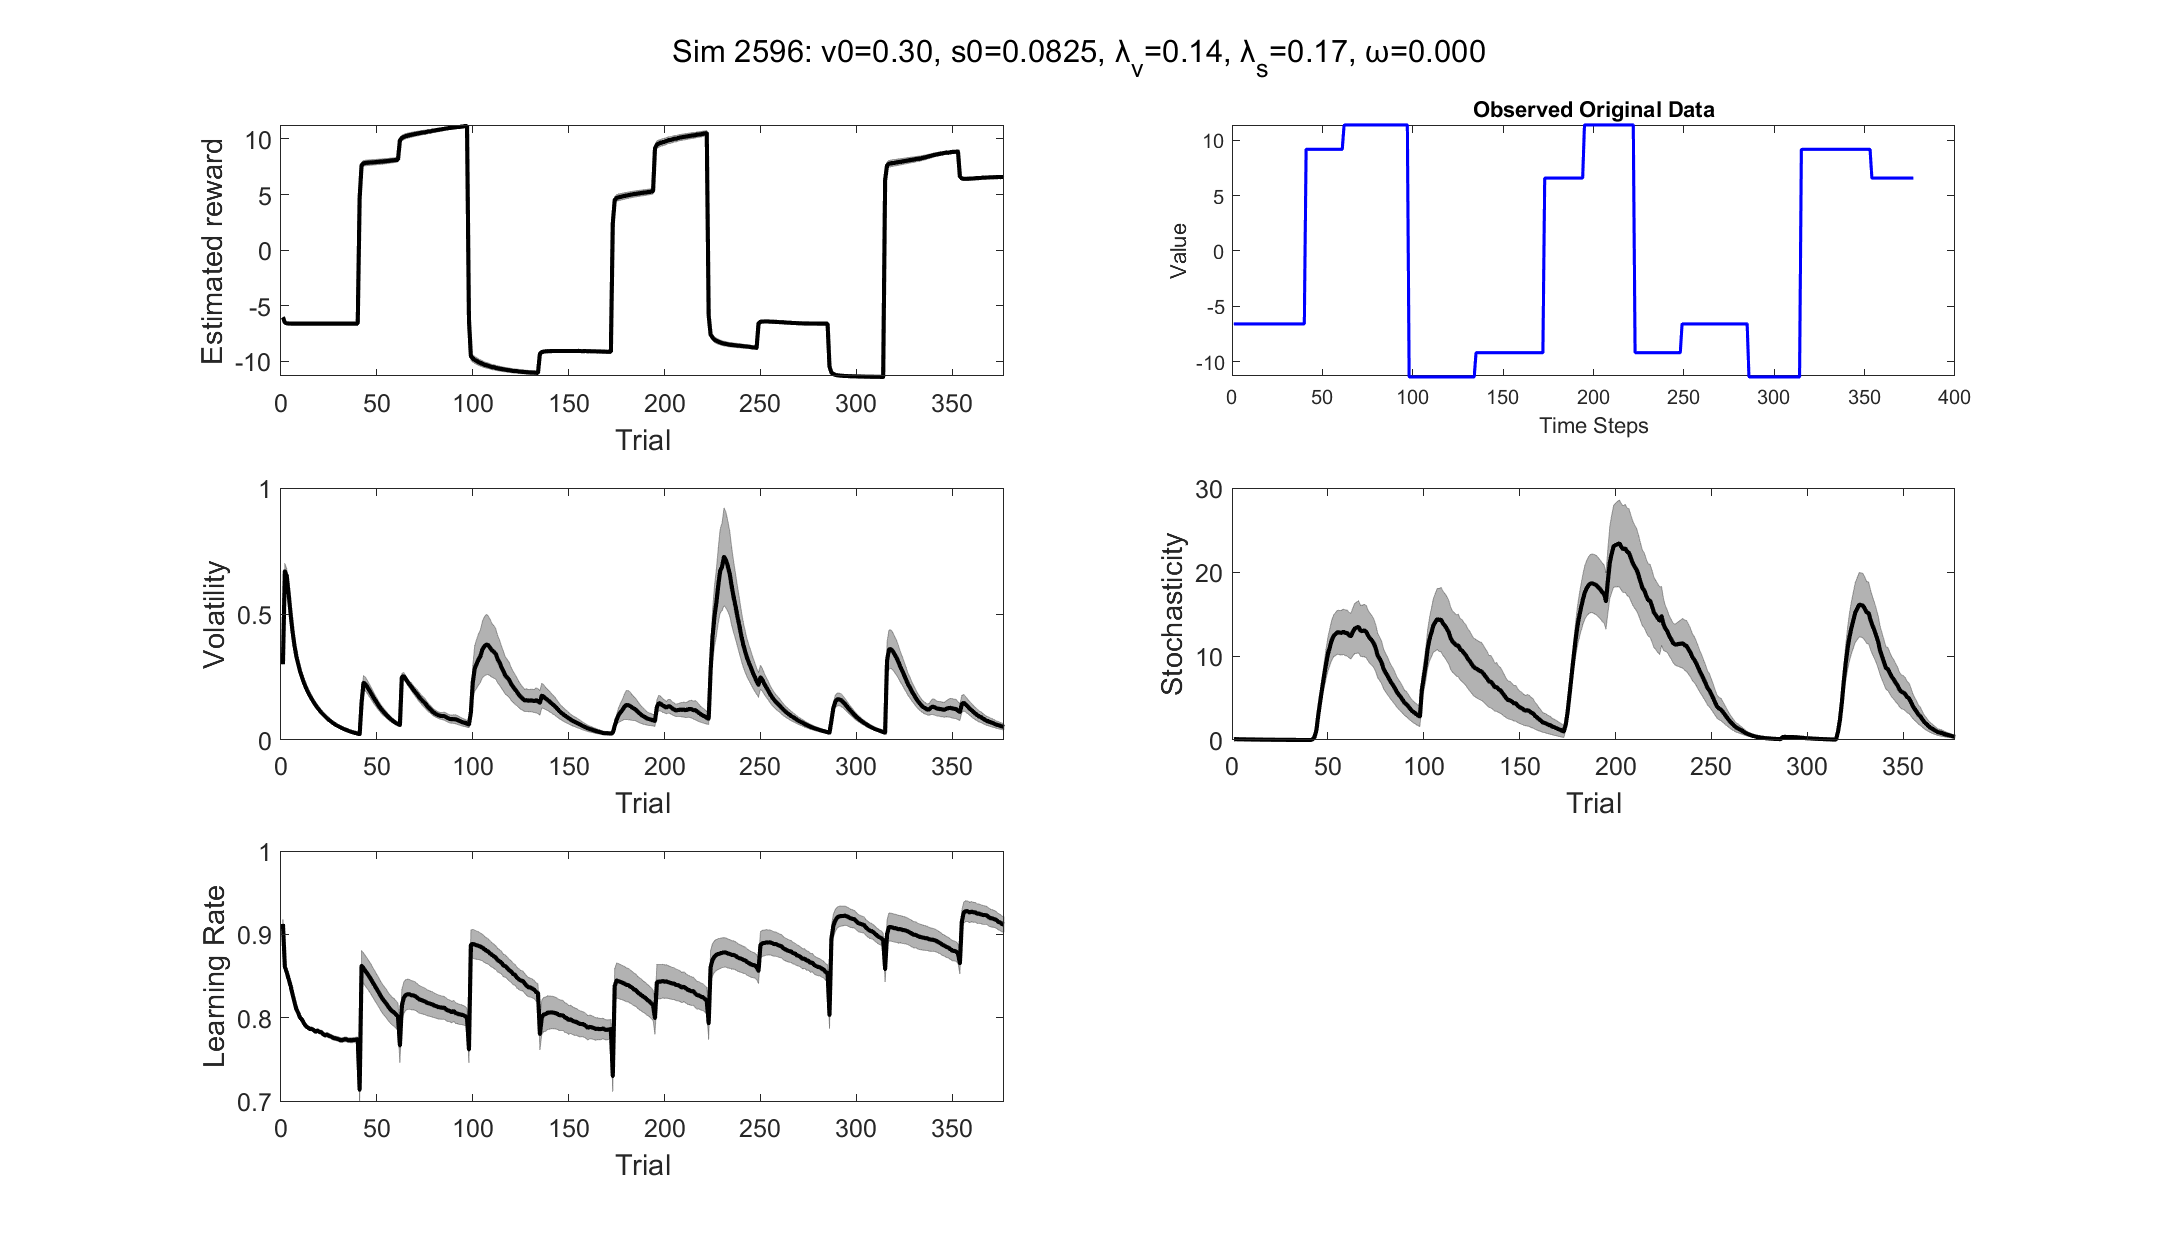 Sim 2596: v0=0.30, s0=0.0825, λ_v=0.14, λ_s=0.17, ω=0.000
Estimated reward
10
5
0
-5
-10
0 50 100 150 200 250 300 350
Trial
Observed Original Data
Value
10
5
0
-5
-10
0 50 100 150 200 250 300 350 400
Time Steps
Volatility
1
0.5
0
0 50 100 150 200 250 300 350
Trial
Stochasticity
30
20
10
0
0 50 100 150 200 250 300 350
Trial
Learning Rate
1
0.9
0.8
0.7
0 50 100 150 200 250 300 350
Trial